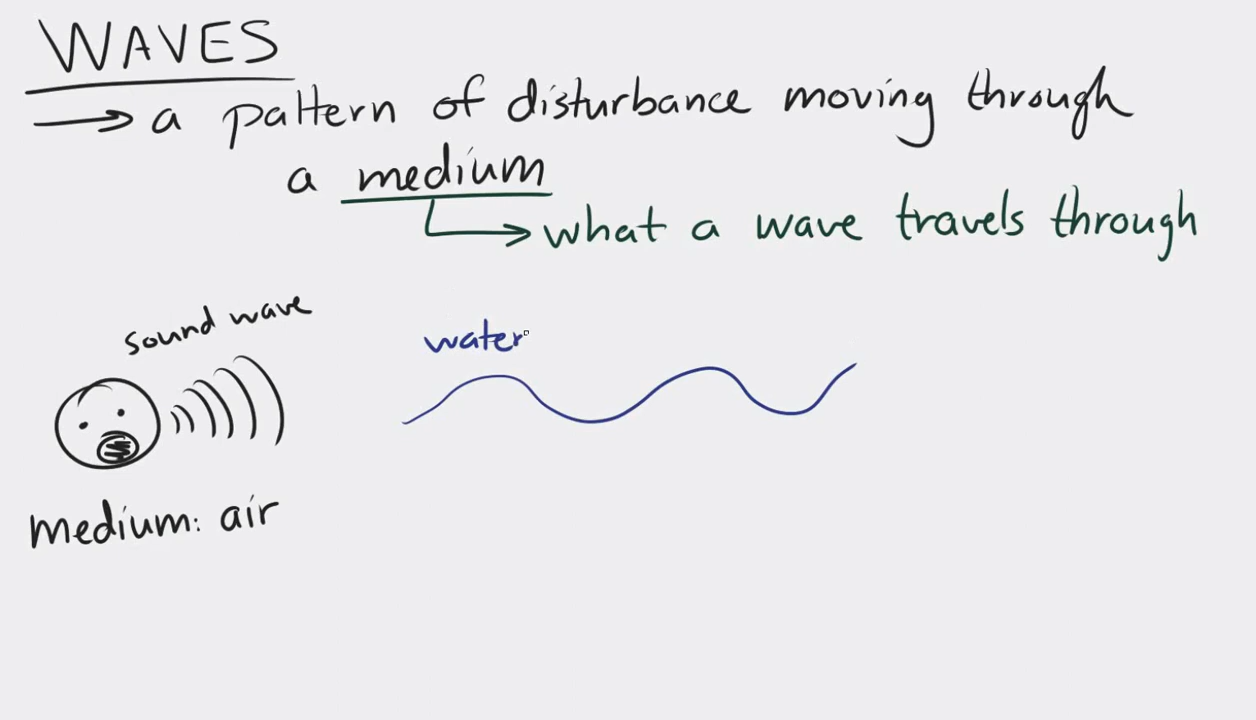 WAVES
→ a pattern of disturbance moving through
a medium
→ what a wave travels through
sound wave
water
medium: air